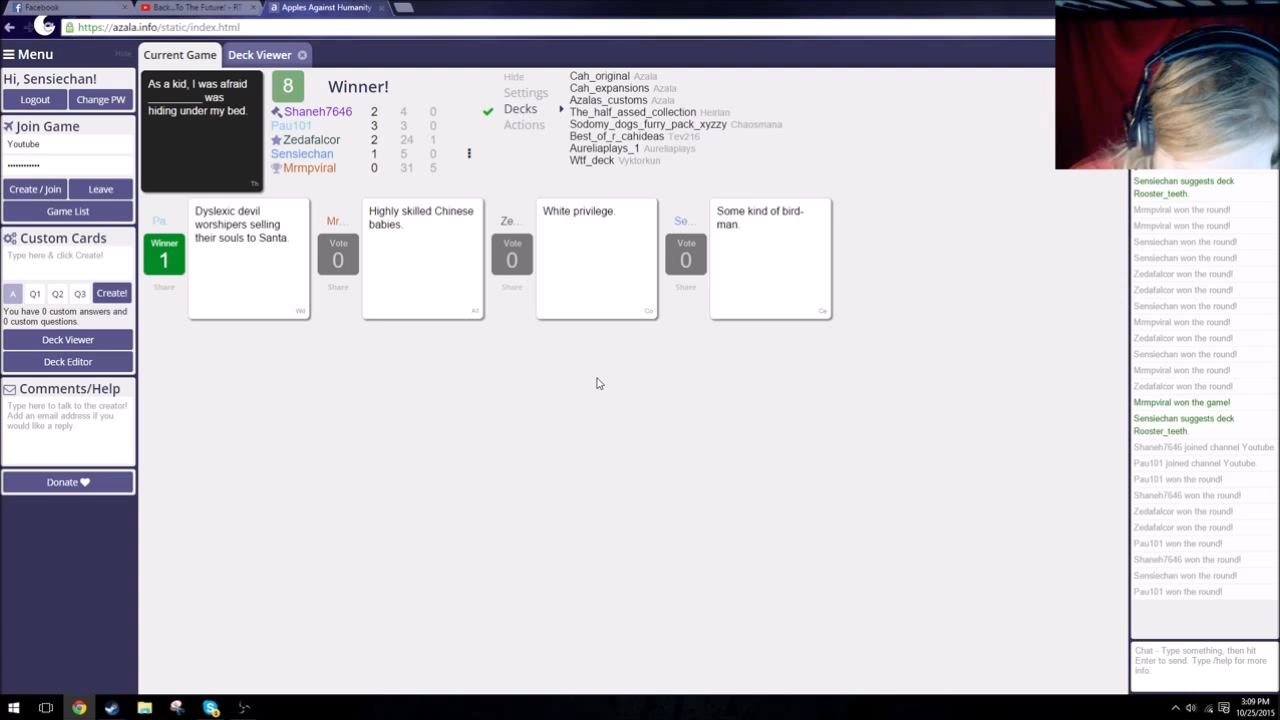 Facebook
Back...To The Future! - RT
Apples Against Humanity
https://azala.info/static/index.html
Menu
Hide
Hi, Sensiechan!
Logout
Change PW
Join Game
Youtube
Create / Join
Leave
Game List
Custom Cards
Type here & click Create!
A
Q1
Q2
Q3
Create!
You have 0 custom answers and
0 custom questions.
Deck Viewer
Deck Editor
Comments/Help
Type here to talk to the creator!
Add an email address if you
would like a reply.
Donate
Current Game
Deck Viewer
As a kid, I was afraid
_________ was
hiding under my bed.
Th
8
Winner!
Shaneh7646 2 4 0
Pau101 3 3 0
Zedafalcor 2 24 1
Sensiechan 1 5 0
Mrmpviral 0 31 5
Hide
Settings
Decks
Actions
Cah_original Azala
Cah_expansions Azala
Azalas_customs Azala
The_half_assed_collection Heirlan
Sodomy_dogs_furry_pack_xyzzy Chaosmana
Best_of_r_cahideas Tev216
Aureliaplays_1 Aureliaplays
Wtf_deck Vyktorkun
Pa.
Winner
1
Share
Dyslexic devil
worshipers selling
their souls to Santa.
Wd
Mr...
Vote
0
Share
Highly skilled Chinese
babies.
A3
Ze...
Vote
0
Share
White privilege.
Co
Se...
Vote
0
Share
Some kind of bird-
man.
Ce
Sensiechan suggests deck
Rooster_teeth.
Mrmpviral won the round!
Mrmpviral won the round!
Sensiechan won the round!
Sensiechan won the round!
Zedafalcor won the round!
Zedafalcor won the round!
Sensiechan won the round!
Mrmpviral won the round!
Zedafalcor won the round!
Sensiechan won the round!
Mrmpviral won the round!
Zedafalcor won the round!
Mrmpviral won the game!
Sensiechan suggests deck
Rooster_teeth.
Shaneh7646 joined channel Youtube.
Pau101 joined channel Youtube.
Pau101 won the round!
Shaneh7646 won the round!
Zedafalcor won the round!
Zedafalcor won the round!
Pau101 won the round!
Shaneh7646 won the round!
Sensiechan won the round!
Pau101 won the round!
Chat - Type something, then hit
Enter to send. Type /help for more
info.
3:09 PM
10/25/2015